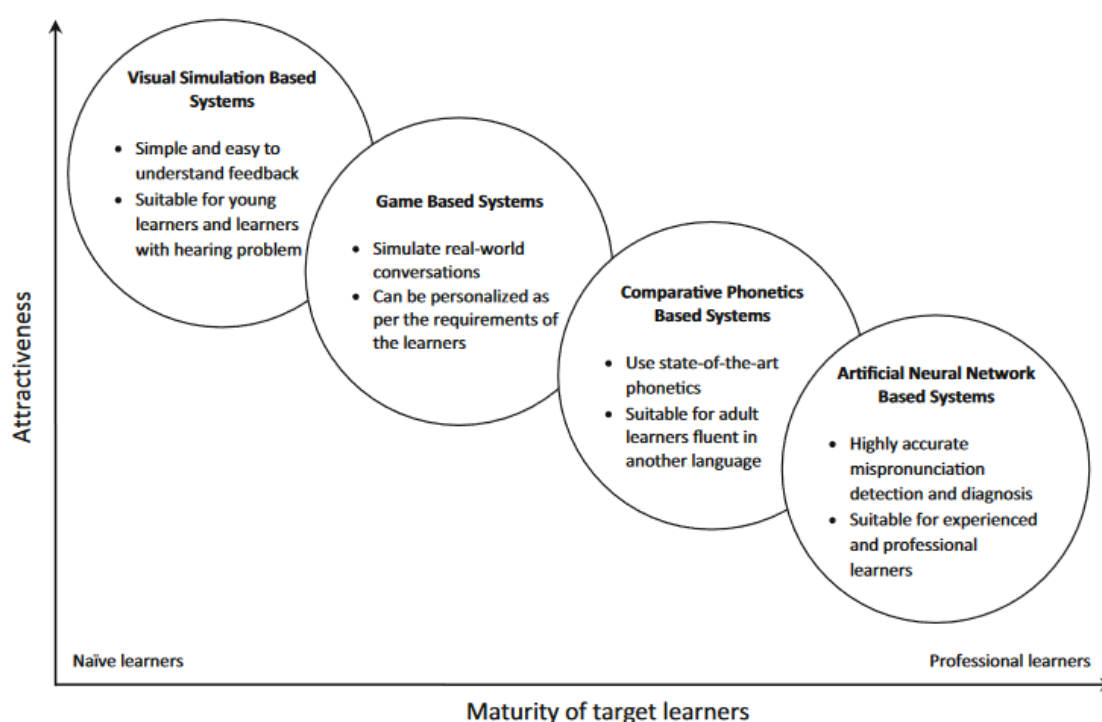 Visual Simulation Based
Systems
• Simple and easy to
understand feedback
• Suitable for young
learners and learners
with hearing problem
Game Based Systems
• Simulate real-world
conversations
• Can be personalized as
per the requirements of
the learners
Comparative Phonetics
Based Systems
• Use state-of-the-art
phonetics
• Suitable for adult
learners fluent in
another language
Artificial Neural Network
Based Systems
• Highly accurate
mispronunciation
detection and diagnosis
• Suitable for experienced
and professional
learners
Attractiveness
Naïve learners
Professional learners
Maturity of target learners